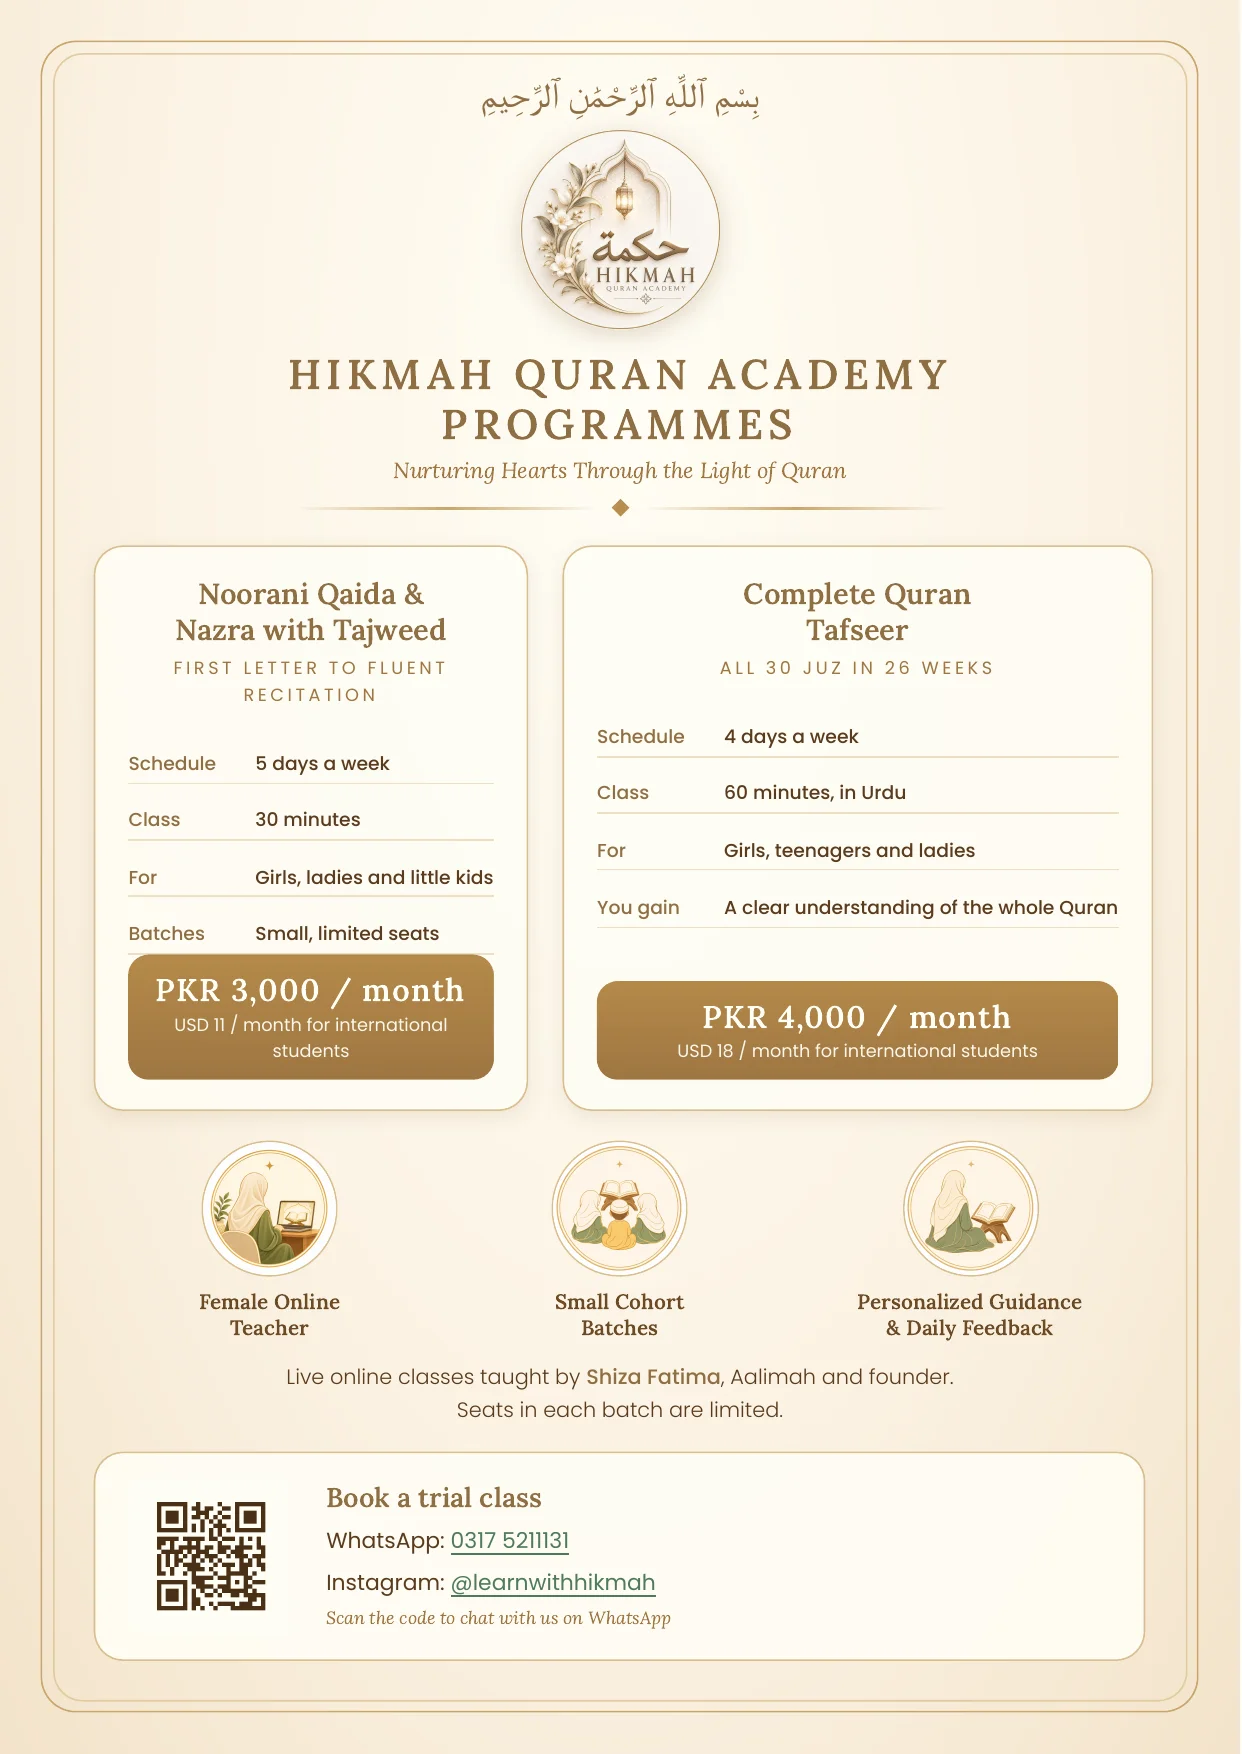 بِسْمِ ٱللَّهِ ٱلرَّحْمَٰنِ ٱلرَّحِيمِ
حكمة
HIKMAH
QURAN ACADEMY
HIKMAH QURAN ACADEMY
PROGRAMMES
Nurturing Hearts Through the Light of Quran
Noorani Qaida &
Nazra with Tajweed
FIRST LETTER TO FLUENT
RECITATION
Schedule 5 days a week
Class 30 minutes
For Girls, ladies and little kids
Batches Small, limited seats
PKR 3,000 / month
USD 11 / month for international
students
Complete Quran
Tafseer
ALL 30 JUZ IN 26 WEEKS
Schedule 4 days a week
Class 60 minutes, in Urdu
For Girls, teenagers and ladies
You gain A clear understanding of the whole Quran
PKR 4,000 / month
USD 18 / month for international students
Female Online
Teacher
Small Cohort
Batches
Personalized Guidance
& Daily Feedback
Live online classes taught by Shiza Fatima, Aalimah and founder.
Seats in each batch are limited.
Book a trial class
WhatsApp: 0317 5211131
Instagram: @learnwithhikmah
Scan the code to chat with us on WhatsApp